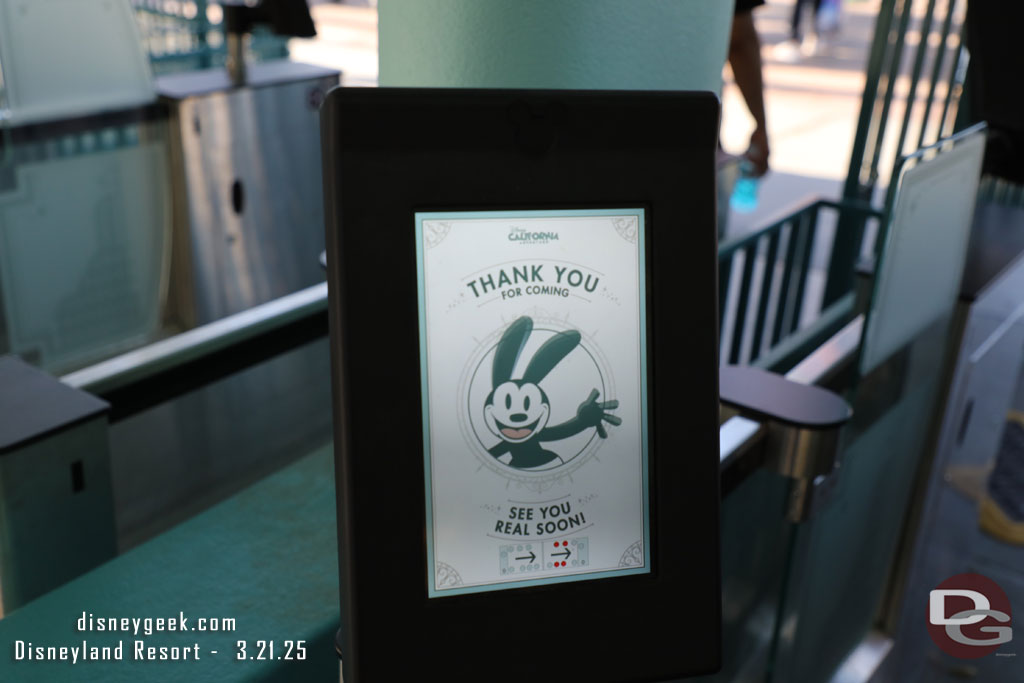 Disney
CALIFORNIA
ADVENTURE
THANK YOU
FOR COMING
SEE YOU
REAL SOON!
disneygeek.com
Disneyland Resort - 3.21.25
DG